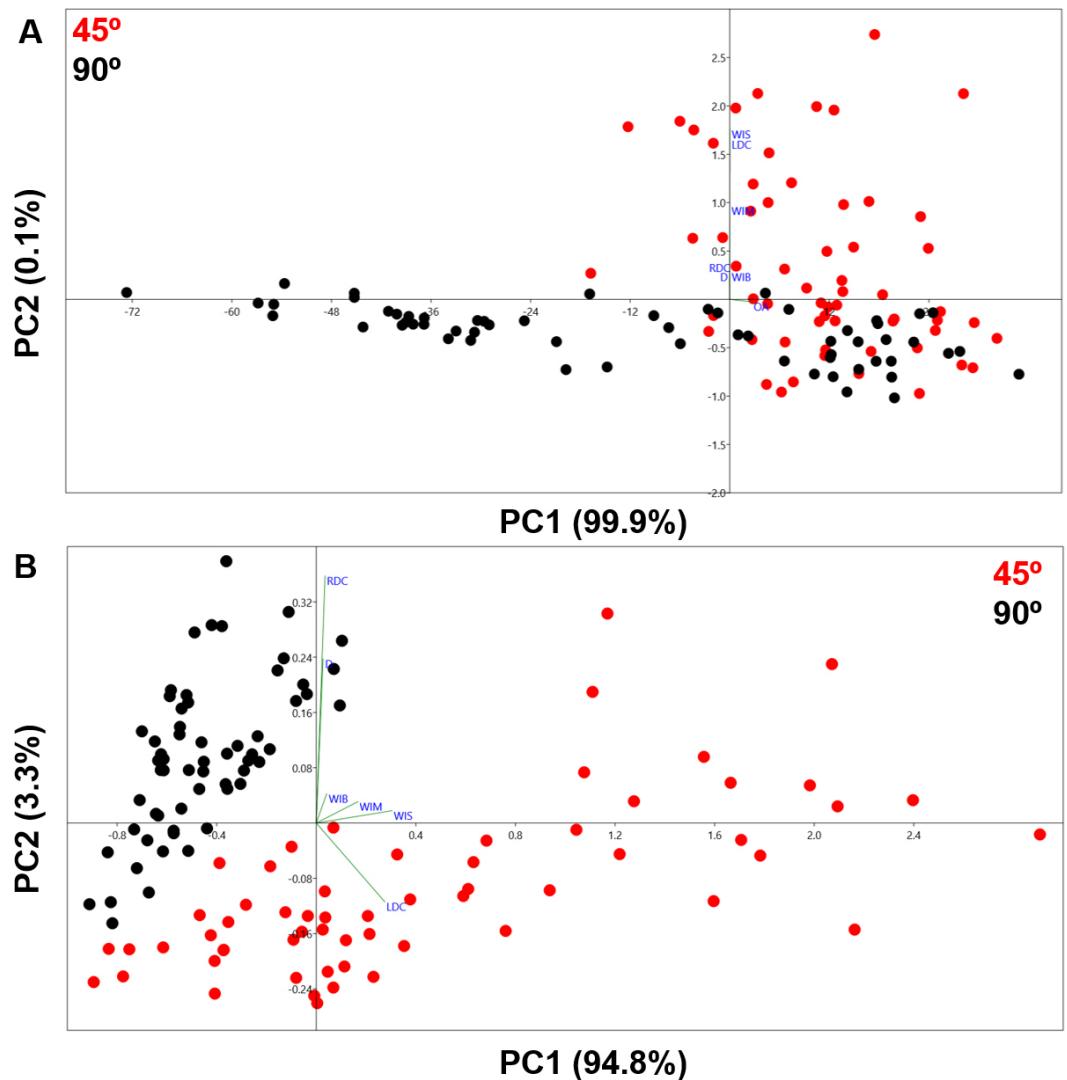 A
45º
90º
2.5
2.0
1.5
1.0
0.5
-0.5
-1.0
-1.5
-2.0
WIS
LDC
WIM
RDC
D WIB
OA
-72 -60 -48 -36 -24 -12 12
PC2 (0.1%)
PC1 (99.9%)
B
45º
90º
0.32
0.24
0.16
0.08
-0.08
-0.16
-0.24
RDC
D
WIB
WIM
WIS
LDC
-0.8 -0.4 0.4 0.8 1.2 1.6 2.0 2.4
PC2 (3.3%)
PC1 (94.8%)